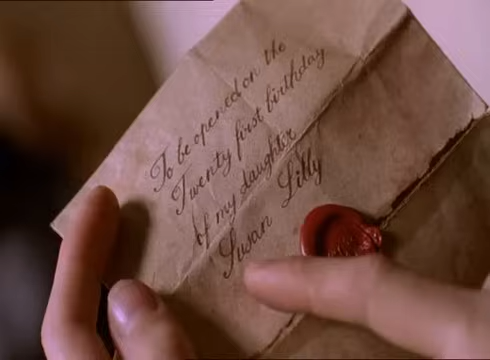 To be opened on the
Twenty first birthday
of my daughter
Susan Lilly